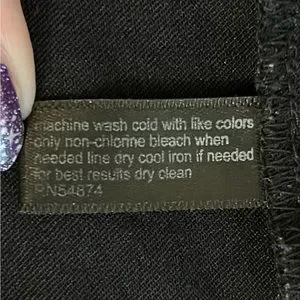 machine wash cold with like colors
only non-chlorine bleach when
needed line dry cool iron if needed
for best results dry clean
RN54874